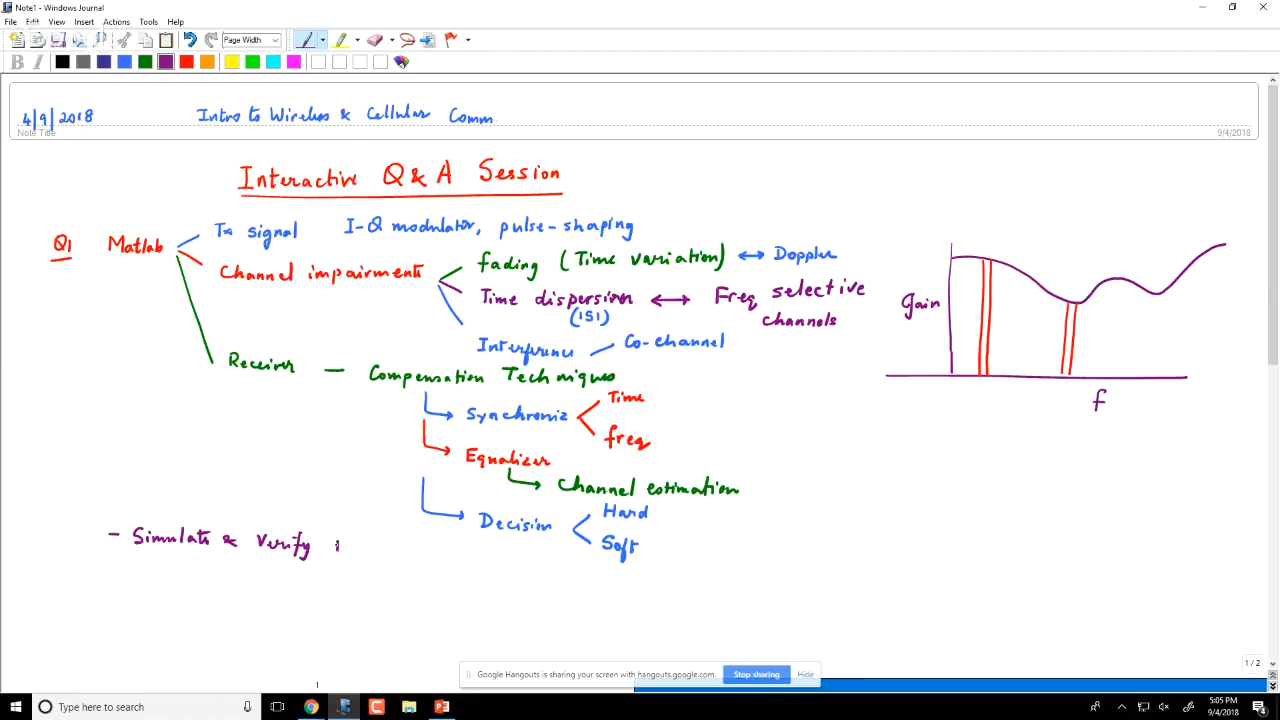 Note1 - Windows Journal
File Edit View Insert Actions Tools Help
Page Width
B I
4/9/2018 Intro to Wireless & Cellular Comm
Note Title 9/4/2018
Interactive Q & A Session
Q1 Matlab
Tx signal I-Q modulator, pulse-shaping
Channel impairments
fading (Time variation) ↔ Doppler
Time dispersion ↔ Freq selective channels
(ISI)
Interference Co-channel
Receiver - Compensation Techniques
Synchroniz
Time
freq
Equalizer
Channel estimation
Decision
Hard
Soft
- Simulate & Verify
gain
f
1 / 2
Google Hangouts is sharing your screen with hangouts.google.com. Stop sharing Hide
1
Type here to search
5:05 PM
9/4/2018
4